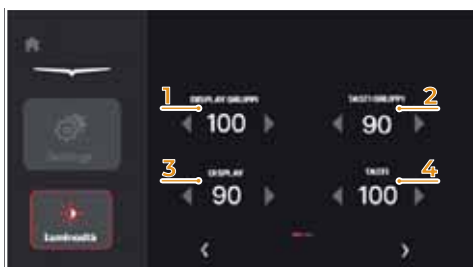 1
DISPLAY GRUPPI
100
2
TASTI GRUPPI
90
3
DISPLAY
90
4
TASTI
100
Settings
Luminosità